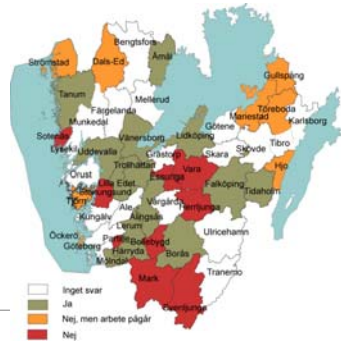 Bengtsfors
Strömstad
Dals-Ed
Åmål
Gullspång
Tanum
Mellerud
Färgelanda
Töreboda
Mariestad
Karlsborg
Munkedal
Sotenäs
Vänersborg
Lidköping
Götene
Lysekil
Uddevalla
Grästorp
Skara
Skövde
Tibro
Trollhättan
Orust
Vara
Hjo
Lilla Edet
Essunga
Falköping
Tidaholm
Tjörn
Ale
Vårgårda
Herrljunga
Kungälv
Alingsås
Öckerö
Lerum
Ulricehamn
Göteborg
Partille
Bollebygd
Härryda
Borås
Mölndal
Tranemo
Mark
Svenljunga
Inget svar
Ja
Nej, men arbete pågår
Nej